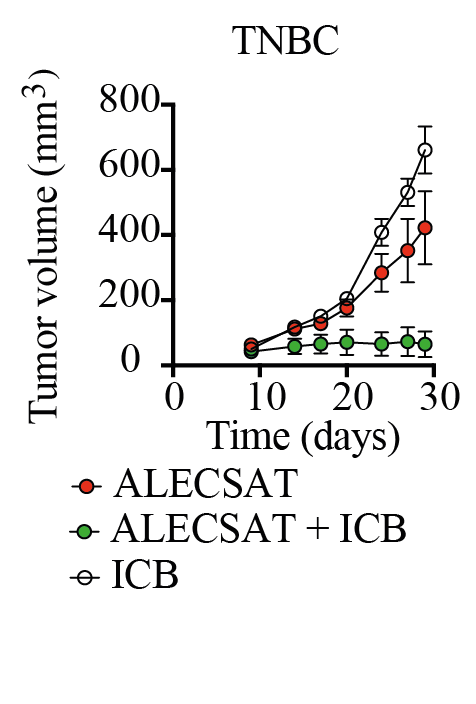 TNBC
Tumor volume (mm3)
800
600
400
200
0
0 10 20 30
Time (days)
ALECSAT
ALECSAT + ICB
ICB